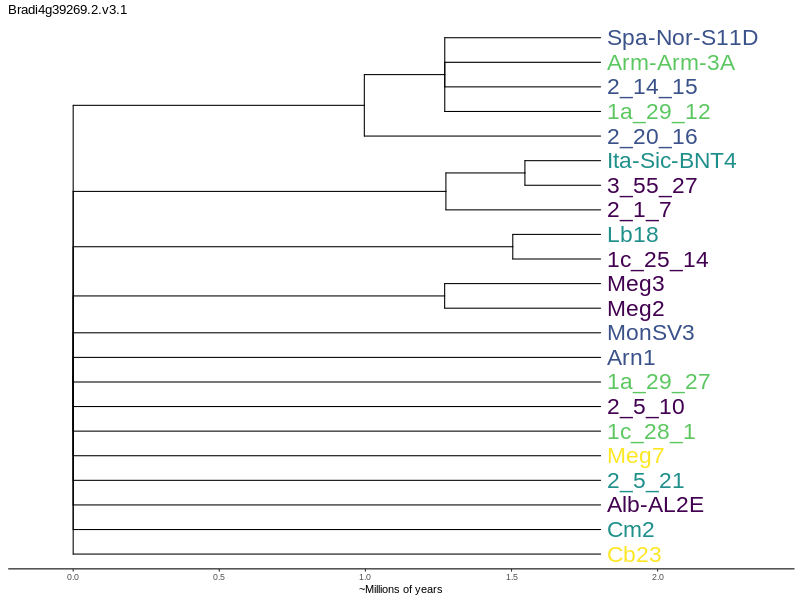 Bradi4g39269.2.v3.1
Spa-Nor-S11D
Arm-Arm-3A
2_14_15
1a_29_12
2_20_16
Ita-Sic-BNT4
3_55_27
2_1_7
Lb18
1c_25_14
Meg3
Meg2
MonSV3
Arn1
1a_29_27
2_5_10
1c_28_1
Meg7
2_5_21
Alb-AL2E
Cm2
Cb23
0.0 0.5 1.0 1.5 2.0
~Millions of years